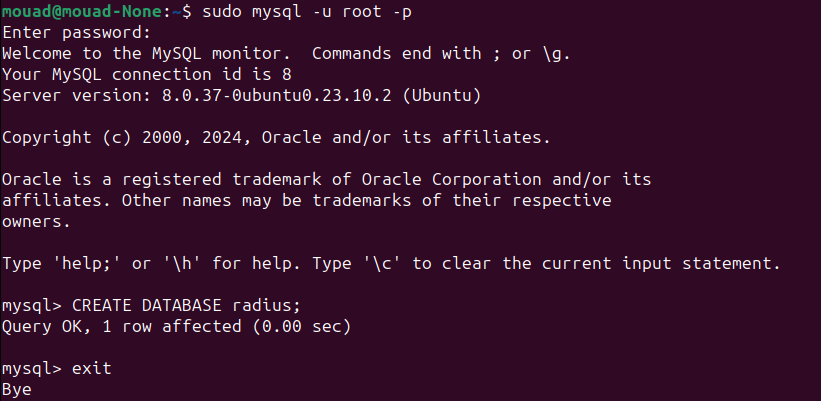 mouad@mouad-None:~$ sudo mysql -u root -p
Enter password:
Welcome to the MySQL monitor.  Commands end with ; or \g.
Your MySQL connection id is 8
Server version: 8.0.37-0ubuntu0.23.10.2 (Ubuntu)
Copyright (c) 2000, 2024, Oracle and/or its affiliates.
Oracle is a registered trademark of Oracle Corporation and/or its
affiliates. Other names may be trademarks of their respective
owners.
Type 'help;' or '\h' for help. Type '\c' to clear the current input statement.
mysql> CREATE DATABASE radius;
Query OK, 1 row affected (0.00 sec)
mysql> exit
Bye